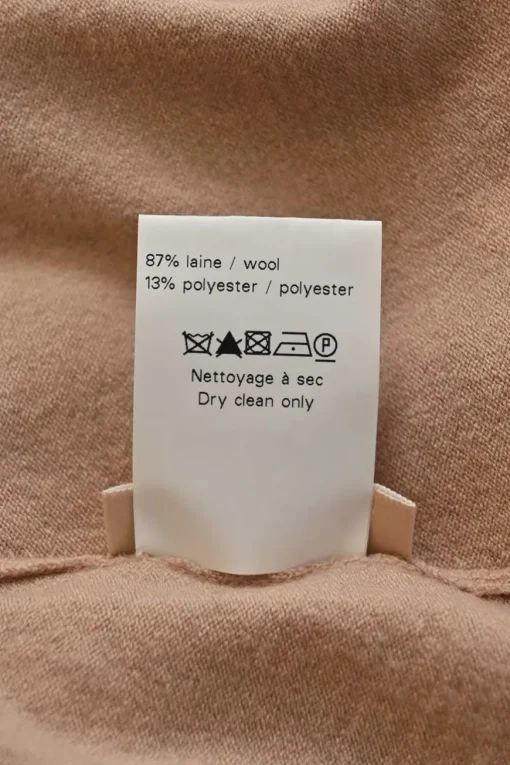 87% laine / wool
13% polyester / polyester
P
Nettoyage à sec
Dry clean only